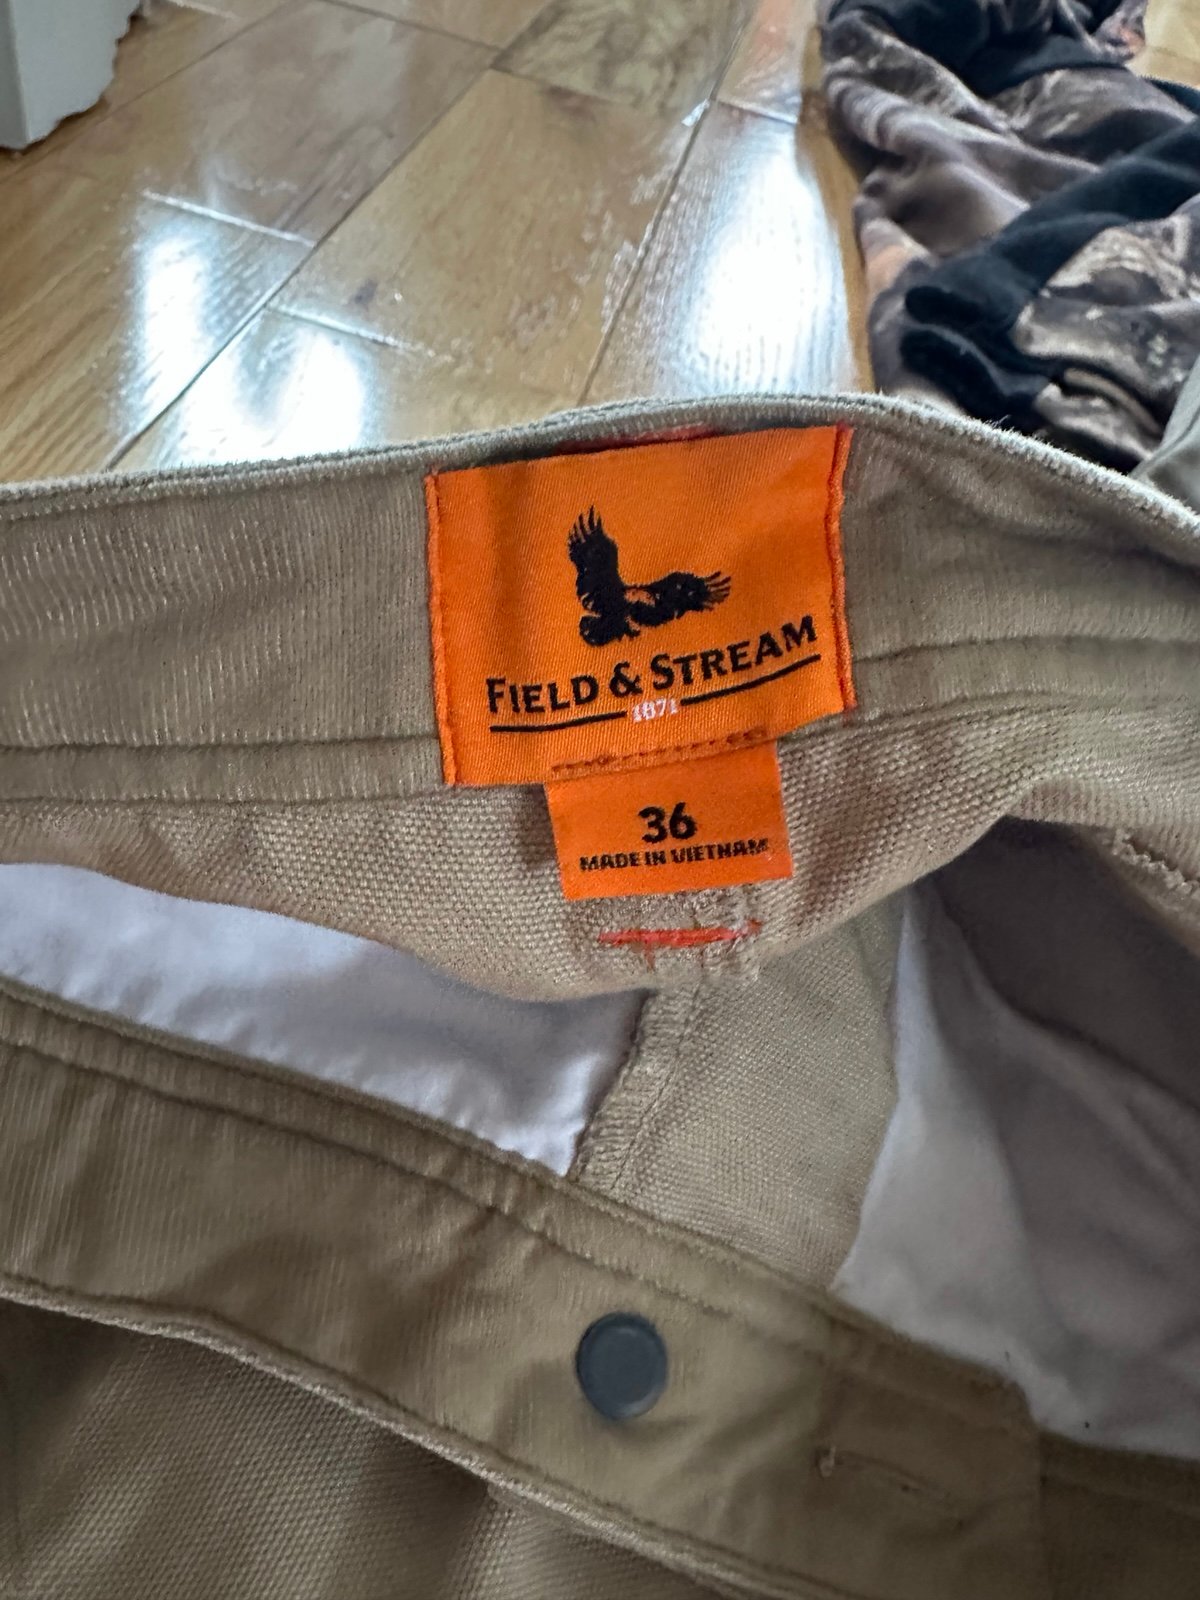 FIELD & STREAM
1871
36
MADE IN VIETNAM